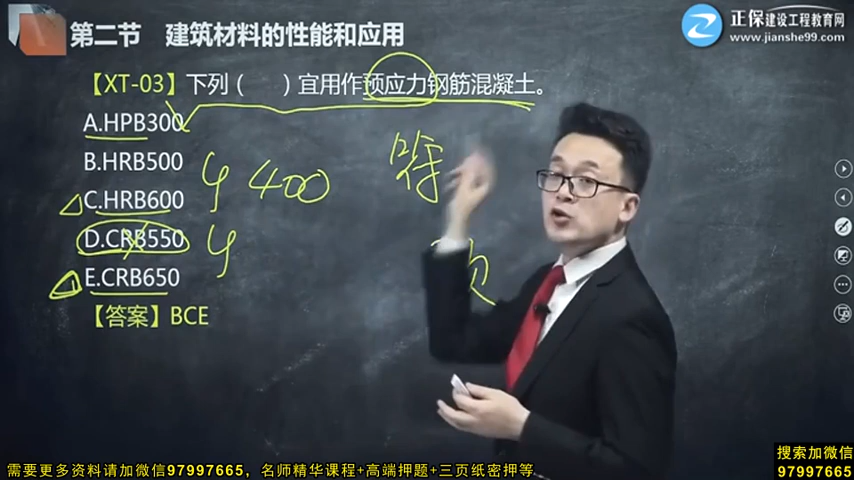 第二节 建筑材料的性能和应用
正保建设工程教育网
www.jianshe99.com
【XT-03】下列( )宜用作预应力钢筋混凝土。
A.HPB300
B.HRB500
400
C.HRB600
D.CRB550
E.CRB650
【答案】BCE
需要更多资料请加微信97997665，名师精华课程+高端押题+三页纸密押等
搜索加微信
97997665